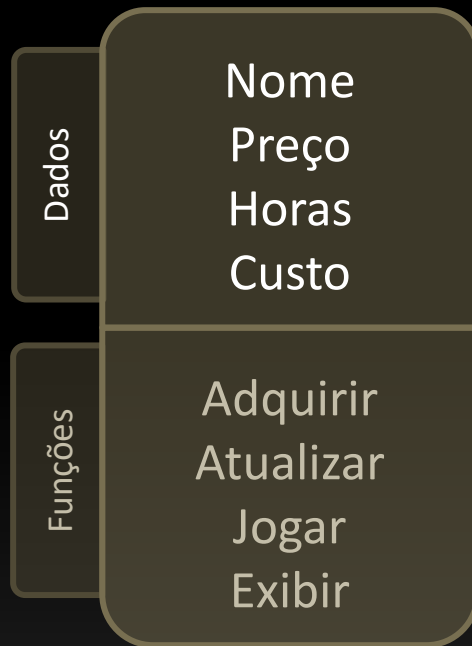 Dados
Nome
Preço
Horas
Custo
Funções
Adquirir
Atualizar
Jogar
Exibir